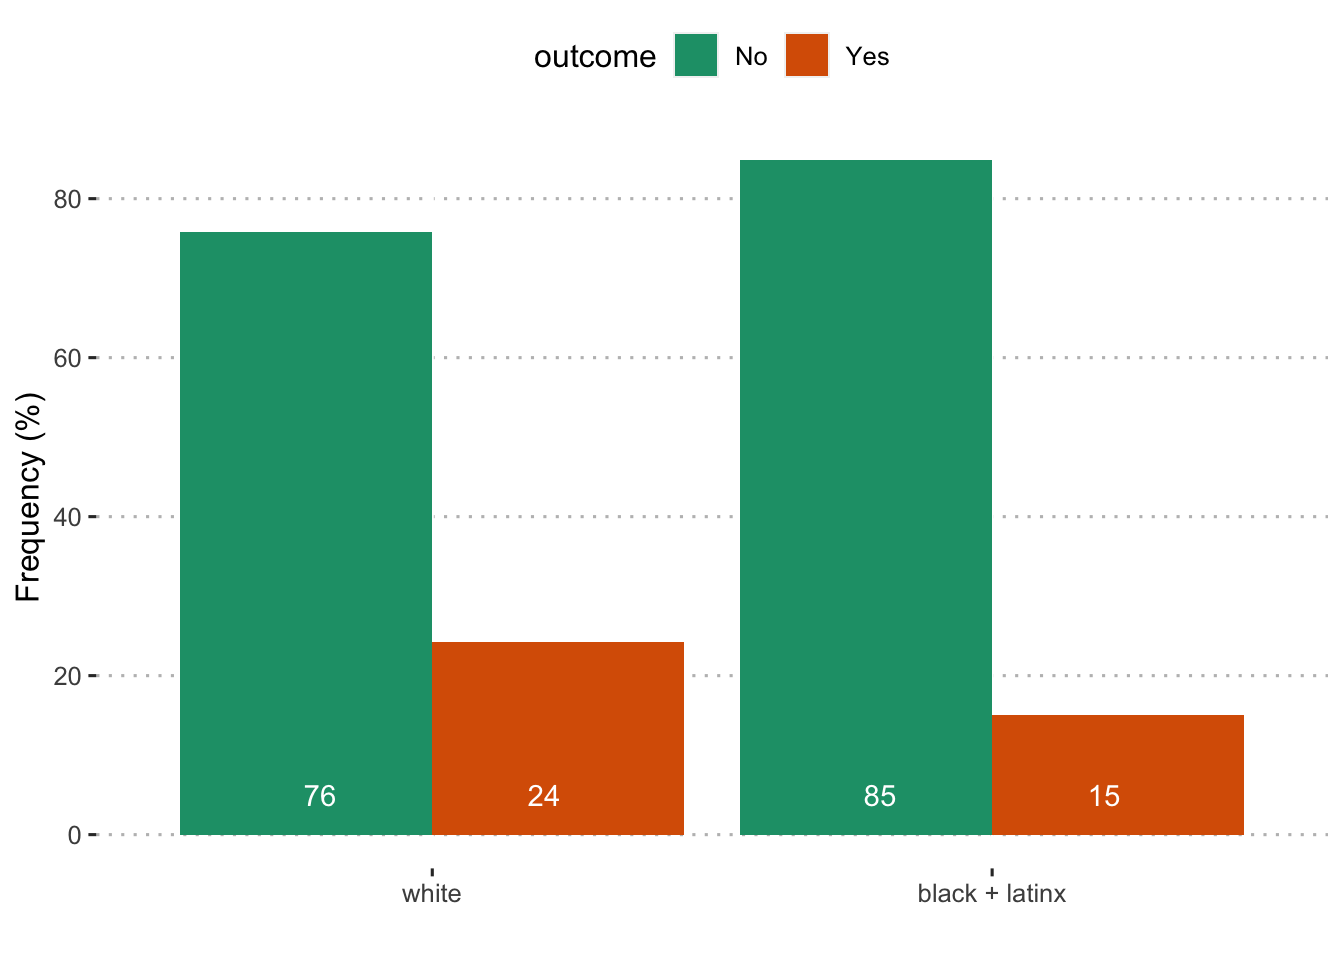 outcome No Yes
Frequency (%)
80
60
40
20
0
76 24 85 15
white black + latinx